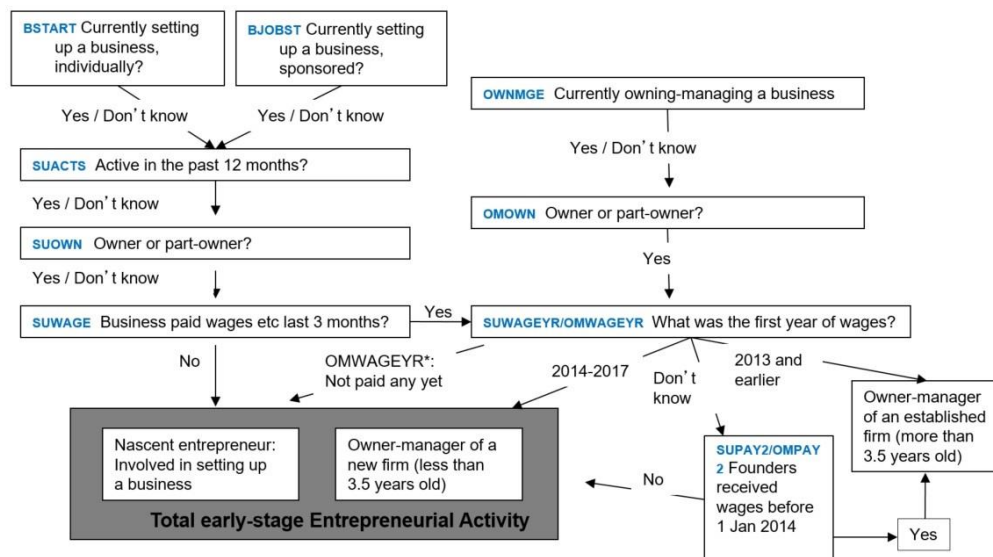 BSTART Currently setting
up a business,
individually?
BJOBST Currently setting
up a business,
sponsored?
OWNMGE Currently owning-managing a business
Yes / Don't know
Yes / Don't know
Yes / Don't know
SUACTS Active in the past 12 months?
Yes / Don't know
OMOWN Owner or part-owner?
SUOWN Owner or part-owner?
Yes / Don't know
Yes
SUWAGE Business paid wages etc last 3 months?
Yes
SUWAGEYR/OMWAGEYR What was the first year of wages?
No
OMWAGEYR*:
Not paid any yet
2014-2017
Don't
know
2013 and
earlier
Nascent entrepreneur:
Involved in setting up
a business
Owner-manager of a
new firm (less than
3.5 years old)
Total early-stage Entrepreneurial Activity
No
SUPAY2/OMPAY
2 Founders
received
wages before
1 Jan 2014
Owner-manager
of an established
firm (more than
3.5 years old)
Yes